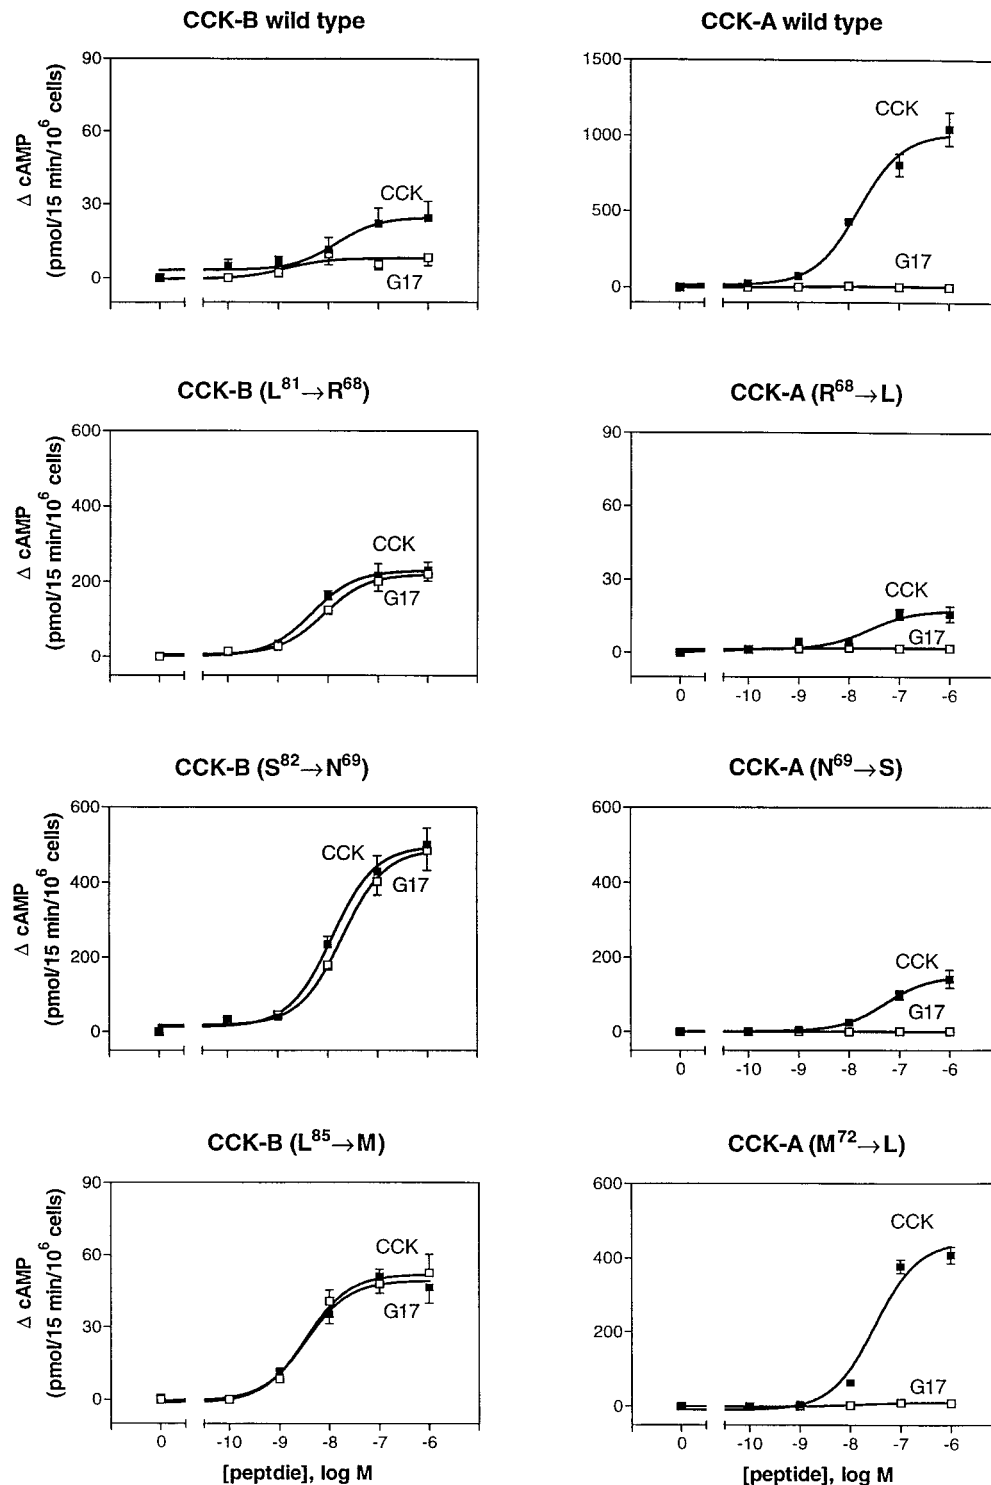 CCK-B wild type
90
60
30
0
Δ cAMP
(pmol/15 min/10⁶ cells)
CCK
G17
CCK-A wild type
1500
1000
500
0
CCK
G17
CCK-B (L⁸¹→R⁶⁸)
600
400
200
0
Δ cAMP
(pmol/15 min/10⁶ cells)
CCK
G17
CCK-A (R⁶⁸→L)
90
60
30
0
CCK
G17
0 -10 -9 -8 -7 -6
CCK-B (S⁸²→N⁶⁹)
600
400
200
0
Δ cAMP
(pmol/15 min/10⁶ cells)
CCK
G17
CCK-A (N⁶⁹→S)
600
400
200
0
CCK
G17
0 -10 -9 -8 -7 -6
CCK-B (L⁸⁵→M)
90
60
30
0
Δ cAMP
(pmol/15 min/10⁶ cells)
CCK
G17
0 -10 -9 -8 -7 -6
[peptdie], log M
CCK-A (M⁷²→L)
600
400
200
0
CCK
G17
0 -10 -9 -8 -7 -6
[peptide], log M